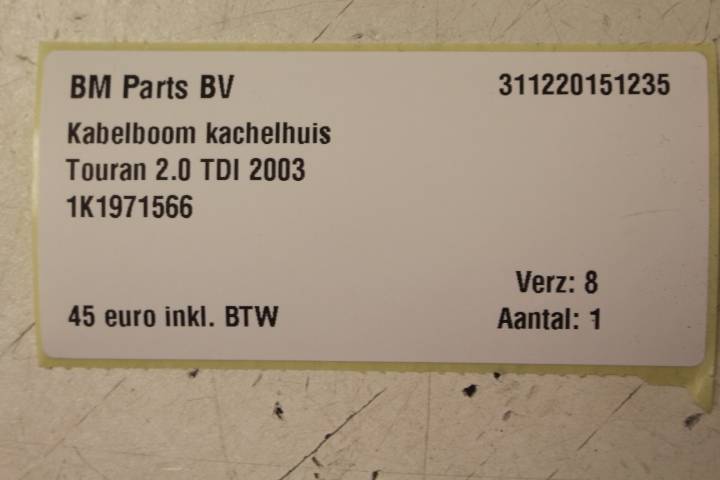 BM Parts BV 311220151235
Kabelboom kachelhuis
Touran 2.0 TDI 2003
1K1971566
Verz: 8
45 euro inkl. BTW Aantal: 1